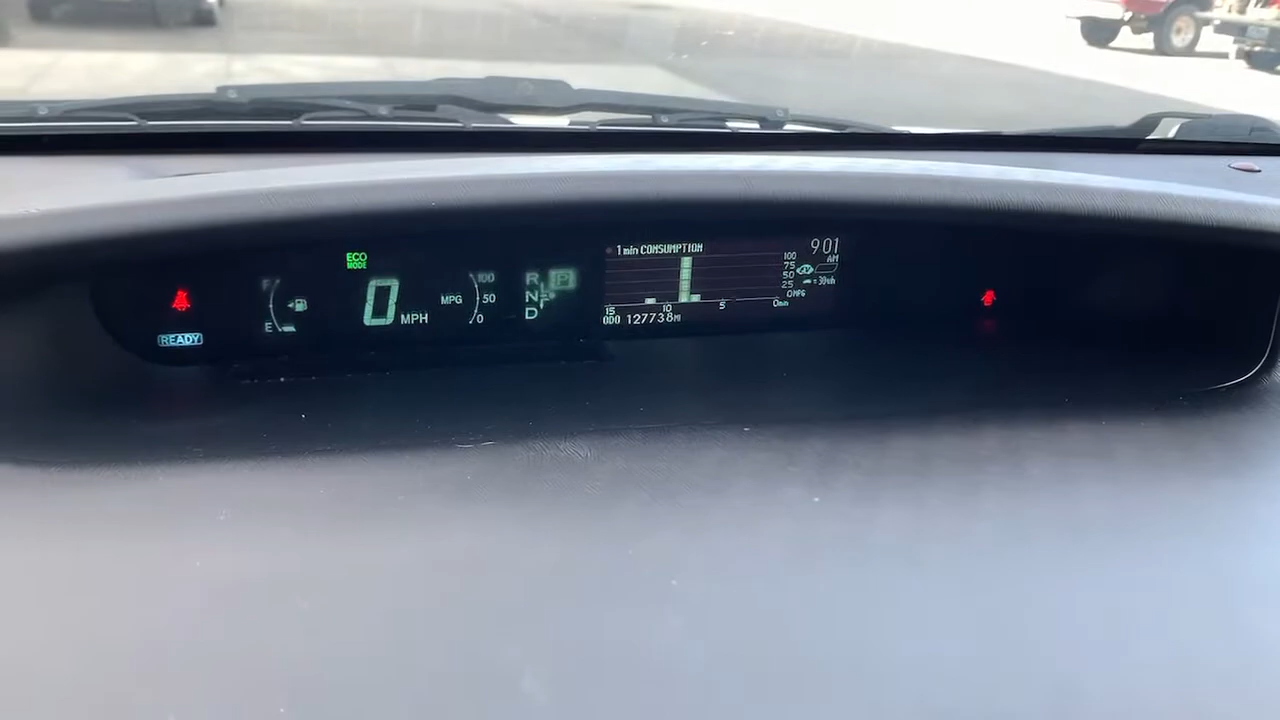 ECO
MODE
READY
F
E
0 MPH
MPG
100
50
0
R
P
N
D
1 min CONSUMPTION
901
AM
100
75
50
25
0MPG
15
10
5
0min
= 30wh
ODO 127738MI